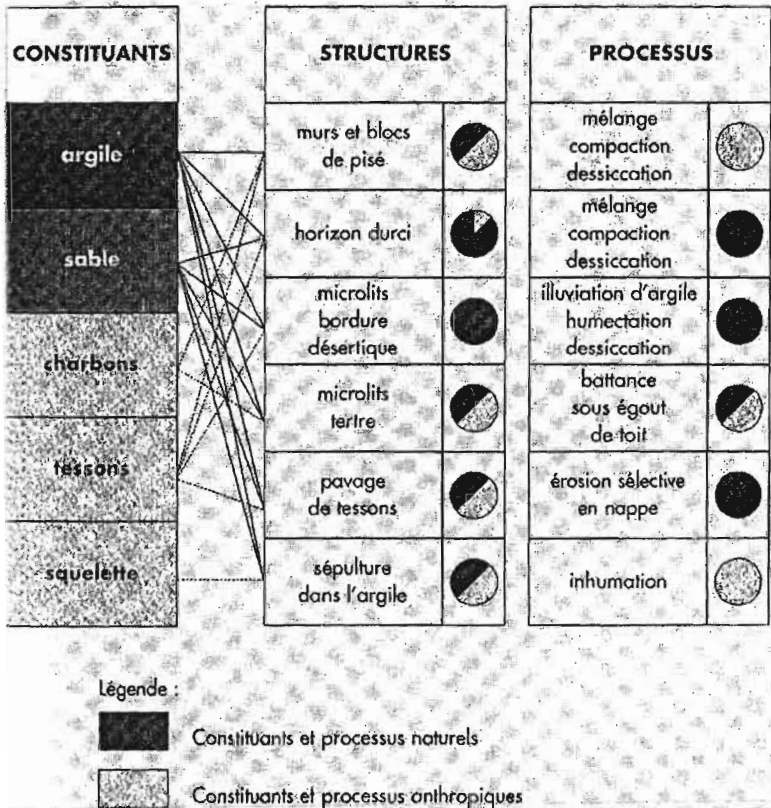 CONSTITUANTS
argile
sable
charbons
tessons
squelette
STRUCTURES
murs et blocs
de pisé
horizon durci
microlits
bordure
désertique
microlits
tertre
pavage
de tessons
sépulture
dans l'argile
PROCESSUS
mélange
compaction
dessiccation
mélange
compaction
dessiccation
illuviation d'argile
humectation
dessiccation
battance
sous égout
de toit
érosion sélective
en nappe
inhumation
Légende :
Constituants et processus naturels
Constituants et processus anthropiques